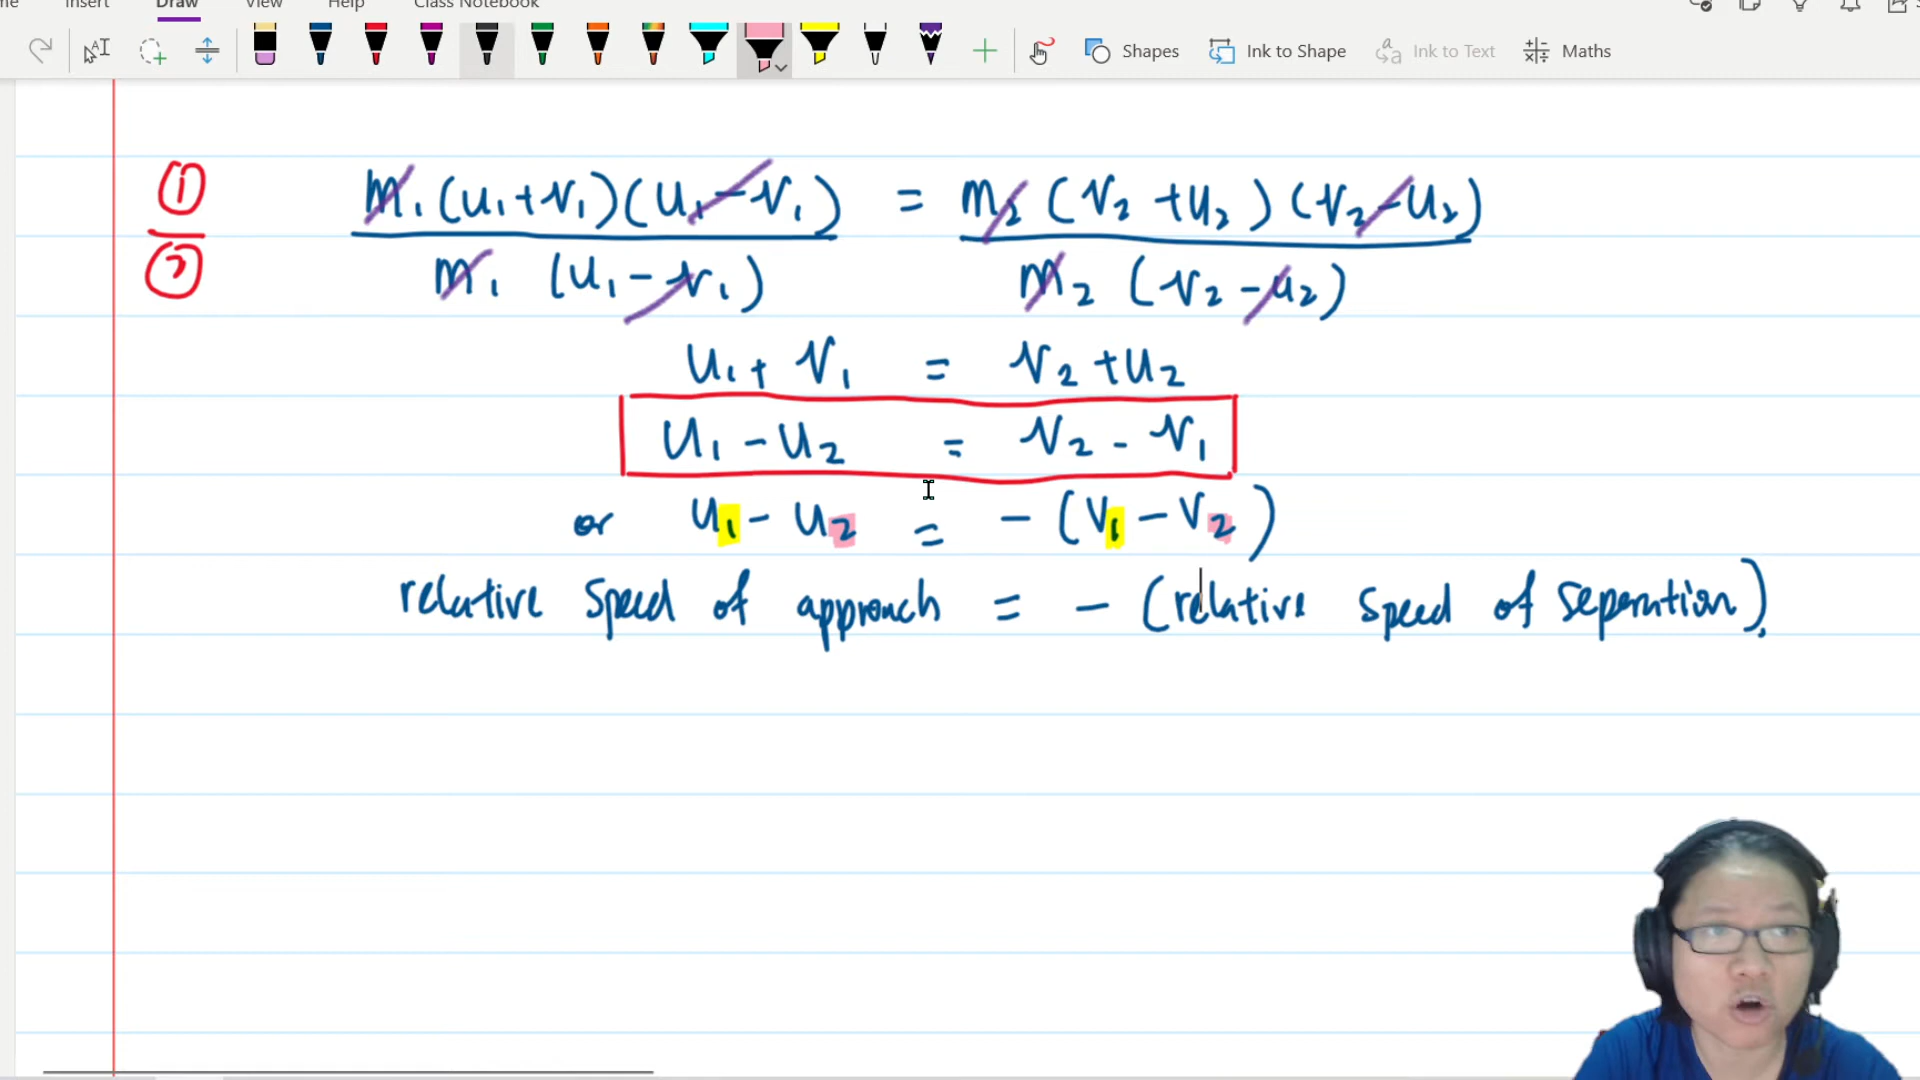 Insert Draw View Help Class Notebook
Shapes Ink to Shape Ink to Text Maths
① m₁(u₁+v₁)(u₁-v₁) = m₂(v₂+u₂)(v₂-u₂)
② m₁(u₁-v₁) m₂(v₂-u₂)
u₁+v₁ = v₂+u₂
u₁-u₂ = v₂-v₁
or u₁-u₂ = -(v₁-v₂)
relative speed of approach = -(relative speed of separation).